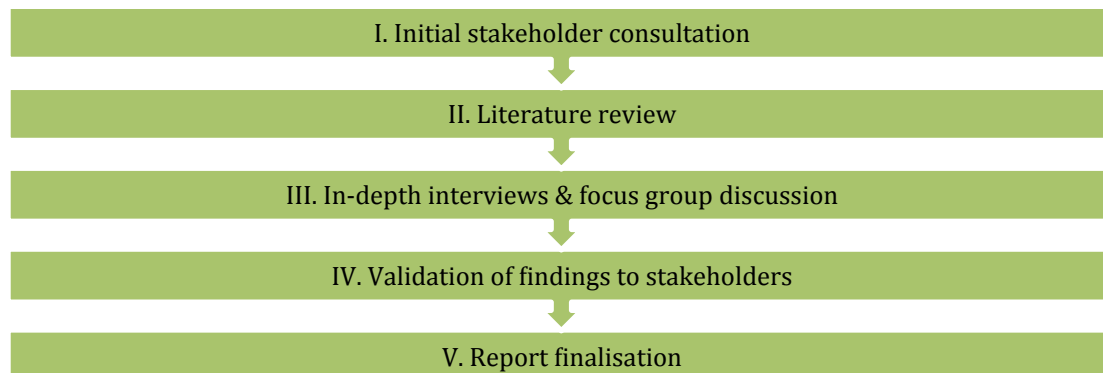 I. Initial stakeholder consultation
II. Literature review
III. In-depth interviews & focus group discussion
IV. Validation of findings to stakeholders
V. Report finalisation